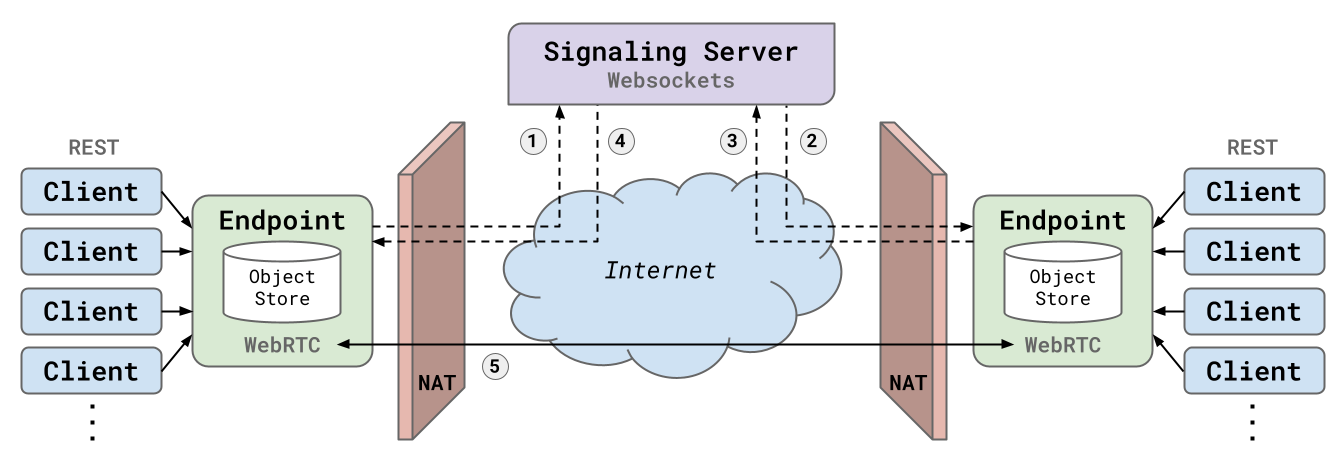 Signaling Server
Websockets
1
4
3
2
REST
REST
Client
Client
Client
Client
Endpoint
Object
Store
WebRTC
NAT
Internet
5
NAT
Endpoint
Object
Store
WebRTC
Client
Client
Client
Client